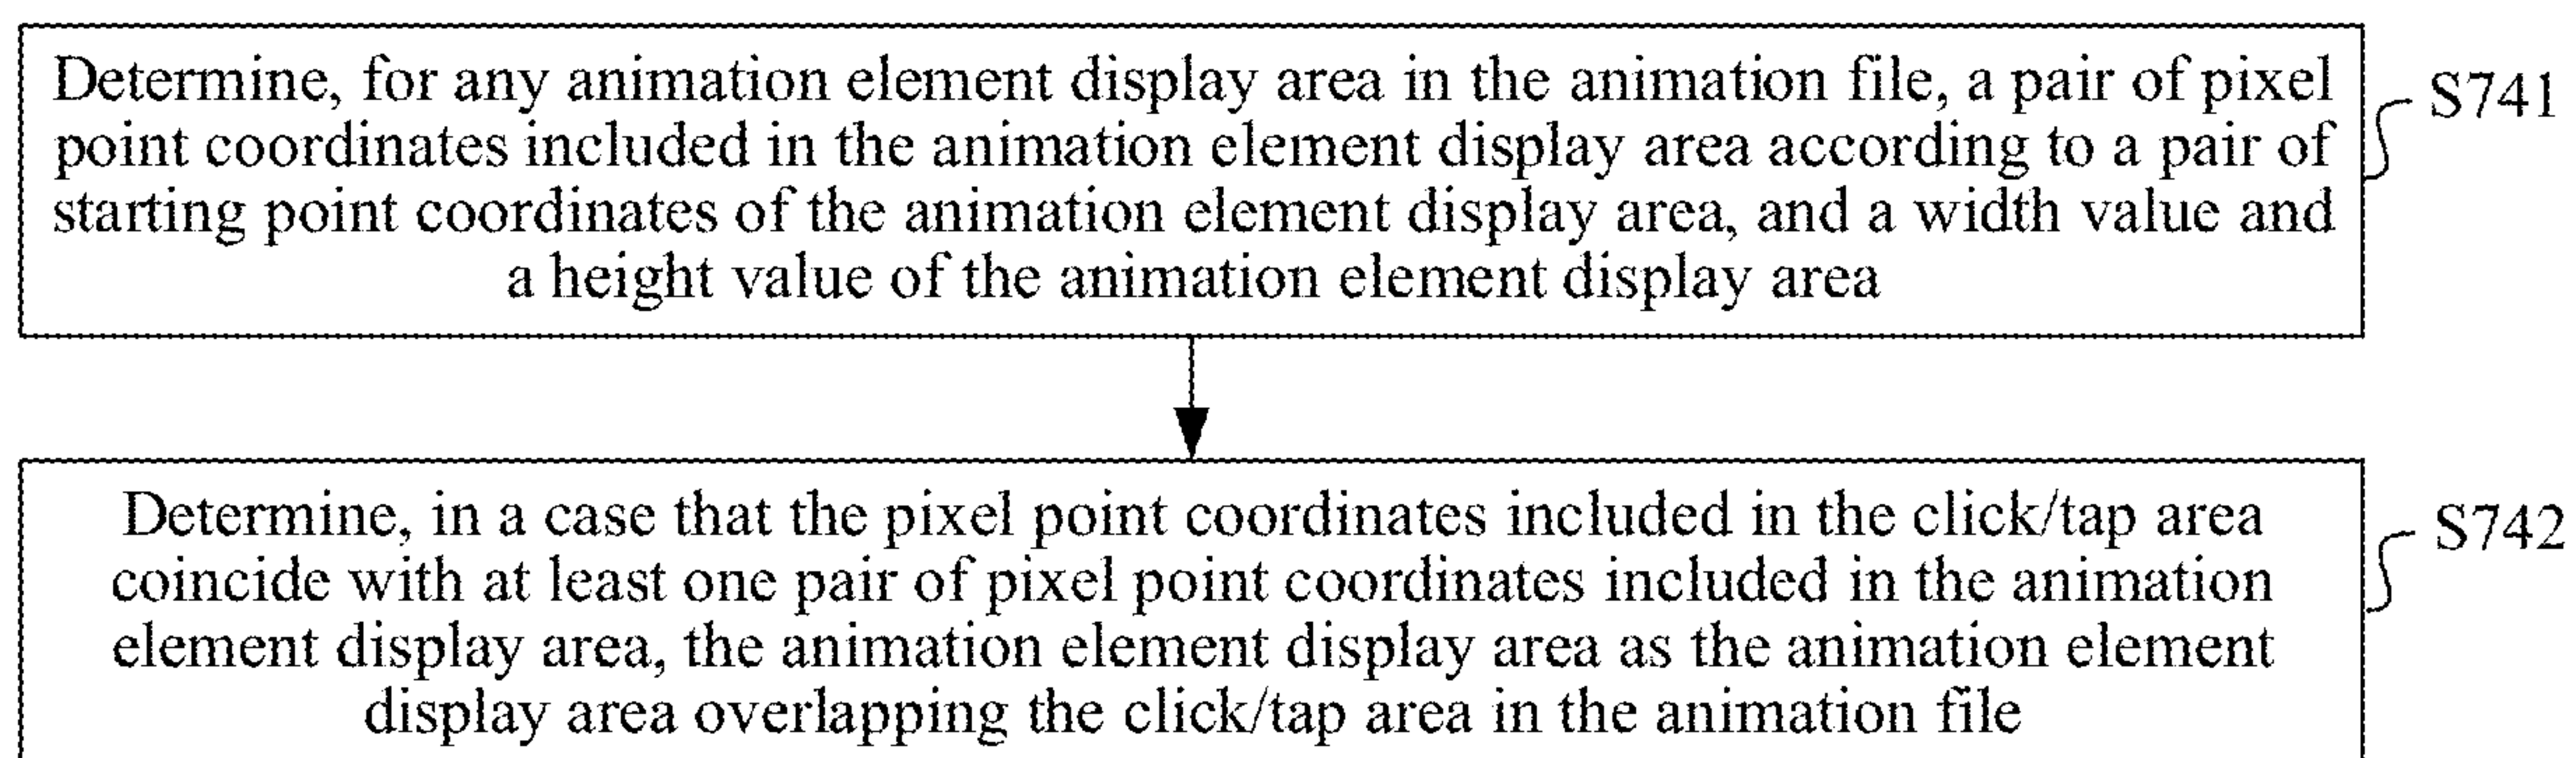 Determine, for any animation element display area in the animation file, a pair of pixel
point coordinates included in the animation element display area according to a pair of
starting point coordinates of the animation element display area, and a width value and
a height value of the animation element display area
S741
Determine, in a case that the pixel point coordinates included in the click/tap area
coincide with at least one pair of pixel point coordinates included in the animation
element display area, the animation element display area as the animation element
display area overlapping the click/tap area in the animation file
S742